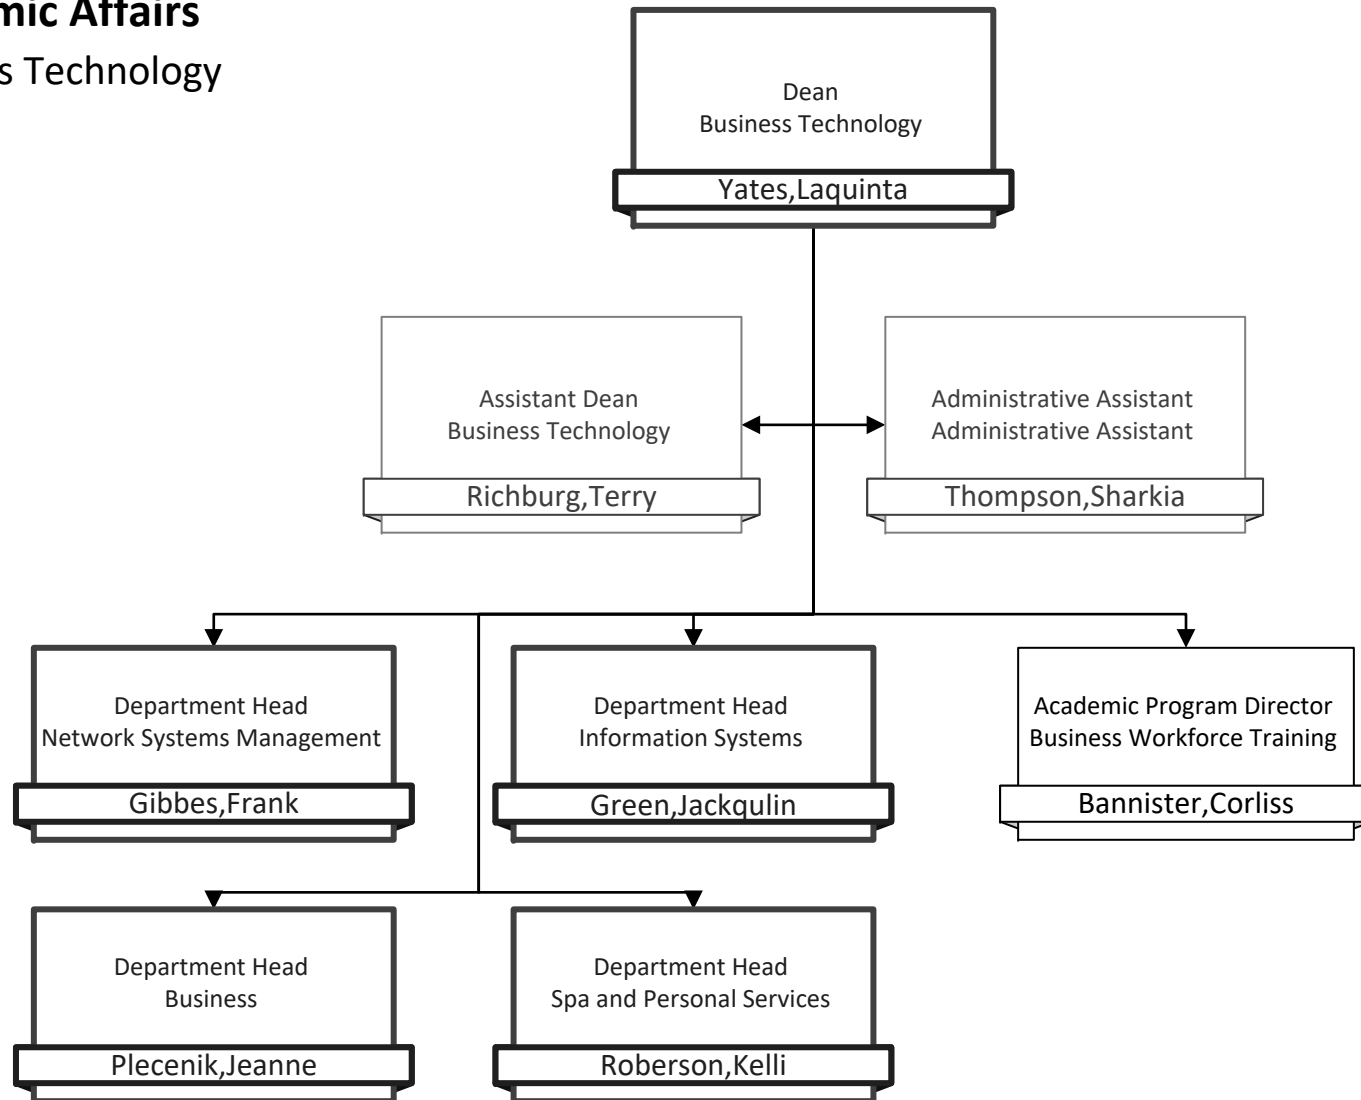 mic Affairs
s Technology
Dean
Business Technology
Yates,Laquinta
Assistant Dean
Business Technology
Richburg,Terry
Administrative Assistant
Administrative Assistant
Thompson,Sharkia
Department Head
Network Systems Management
Gibbes,Frank
Department Head
Information Systems
Green,Jackqulin
Academic Program Director
Business Workforce Training
Bannister,Corliss
Department Head
Business
Plecenik,Jeanne
Department Head
Spa and Personal Services
Roberson,Kelli